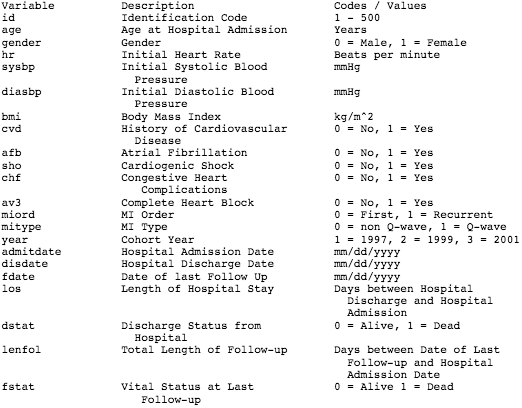 Variable Description Codes / Values
id Identification Code 1 - 500
age Age at Hospital Admission Years
gender Gender 0 = Male, 1 = Female
hr Initial Heart Rate Beats per minute
sysbp Initial Systolic Blood mmHg
Pressure
diasbp Initial Diastolic Blood mmHg
Pressure
bmi Body Mass Index kg/m^2
cvd History of Cardiovascular 0 = No, 1 = Yes
Disease
afb Atrial Fibrillation 0 = No, 1 = Yes
sho Cardiogenic Shock 0 = No, 1 = Yes
chf Congestive Heart 0 = No, 1 = Yes
Complications
av3 Complete Heart Block 0 = No, 1 = Yes
miord MI Order 0 = First, 1 = Recurrent
mitype MI Type 0 = non Q-wave, 1 = Q-wave
year Cohort Year 1 = 1997, 2 = 1999, 3 = 2001
admitdate Hospital Admission Date mm/dd/yyyy
disdate Hospital Discharge Date mm/dd/yyyy
fdate Date of last Follow Up mm/dd/yyyy
los Length of Hospital Stay Days between Hospital
Discharge and Hospital
Admission
dstat Discharge Status from 0 = Alive, 1 = Dead
Hospital
lenfol Total Length of Follow-up Days between Date of Last
Follow-up and Hospital
Admission Date
fstat Vital Status at Last 0 = Alive 1 = Dead
Follow-up